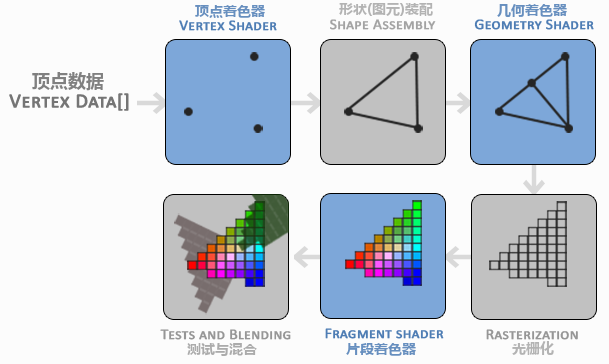 顶点着色器
VERTEX SHADER
形状(图元)装配
SHAPE ASSEMBLY
几何着色器
GEOMETRY SHADER
顶点数据
VERTEX DATA[]
TESTS AND BLENDING
测试与混合
FRAGMENT SHADER
片段着色器
RASTERIZATION
光栅化